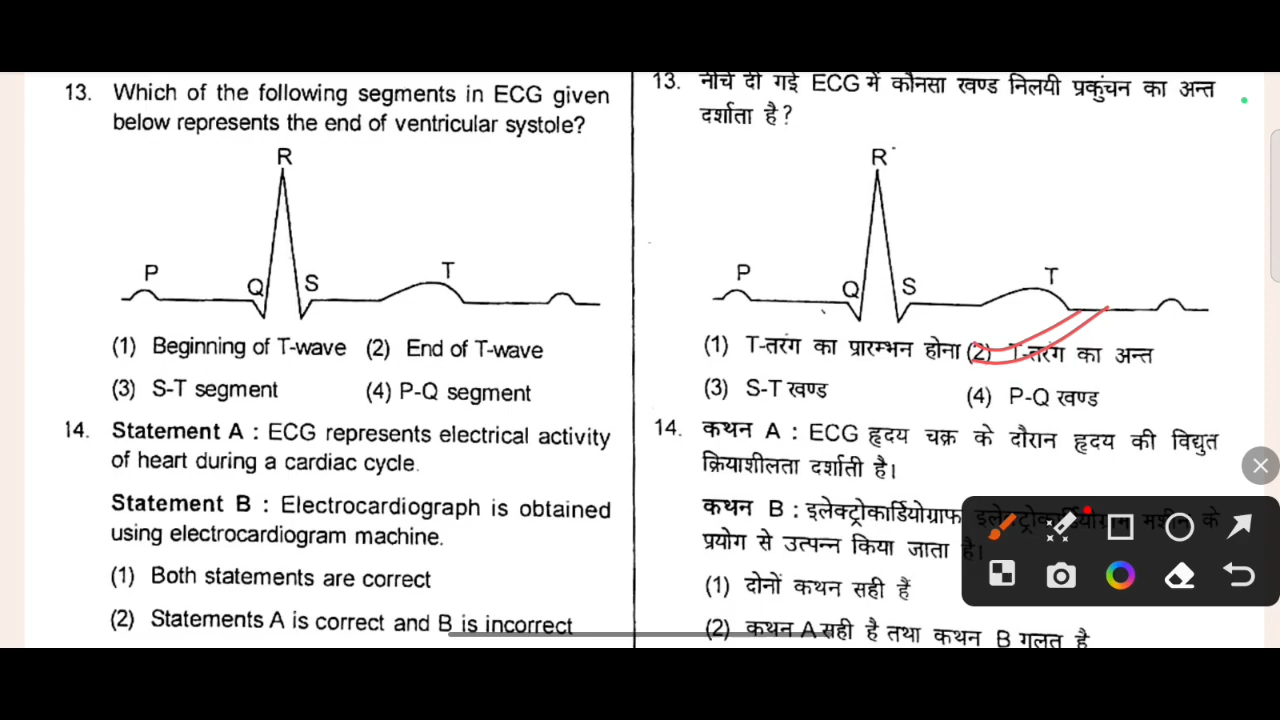 13. Which of the following segments in ECG given
below represents the end of ventricular systole?
R
P
Q
S
T
(1) Beginning of T-wave (2) End of T-wave
(3) S-T segment (4) P-Q segment
14. Statement A : ECG represents electrical activity
of heart during a cardiac cycle.
Statement B : Electrocardiograph is obtained
using electrocardiogram machine.
(1) Both statements are correct
(2) Statements A is correct and B is incorrect
13. नीचे दी गई ECG में कौनसा खण्ड निलयी प्रकुंचन का अन्त
दर्शाता है?
R
P
Q
S
T
(1) T-तरंग का प्रारम्भन होना (2) T-तरंग का अन्त
(3) S-T खण्ड (4) P-Q खण्ड
14. कथन A : ECG हृदय चक्र के दौरान हृदय की विद्युत
क्रियाशीलता दर्शाती है।
कथन B : इलेक्ट्रोकार्डियोग्राफ इलेक्ट्रोकार्डियोग्राम मशीन के
प्रयोग से उत्पन्न किया जाता है।
(1) दोनों कथन सही हैं
(2) कथन A सही है तथा कथन B गलत है